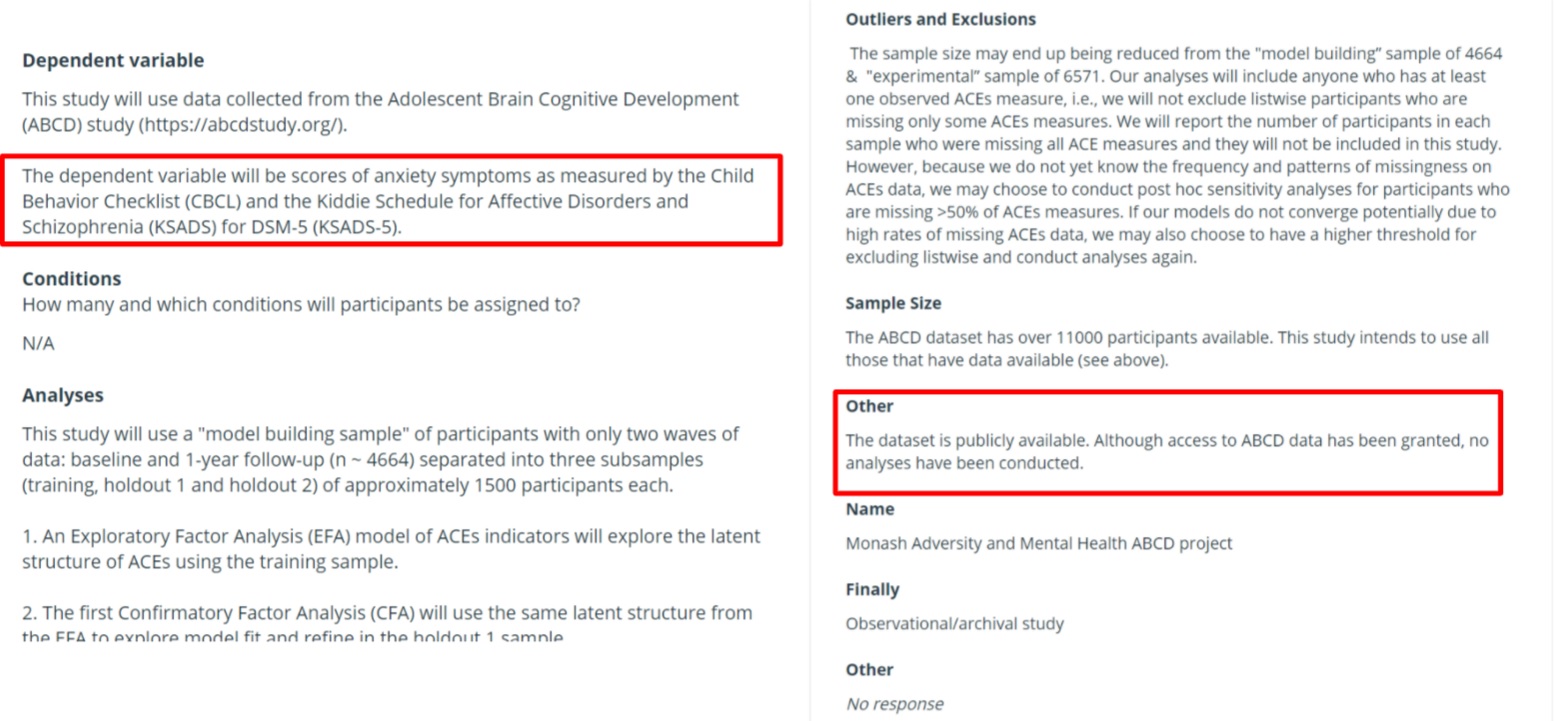 Dependent variable
This study will use data collected from the Adolescent Brain Cognitive Development
(ABCD) study (https://abcdstudy.org/).
The dependent variable will be scores of anxiety symptoms as measured by the Child
Behavior Checklist (CBCL) and the Kiddie Schedule for Affective Disorders and
Schizophrenia (KSADS) for DSM-5 (KSADS-5).
Conditions
How many and which conditions will participants be assigned to?
N/A
Analyses
This study will use a "model building sample" of participants with only two waves of
data: baseline and 1-year follow-up (n ~ 4664) separated into three subsamples
(training, holdout 1 and holdout 2) of approximately 1500 participants each.
1. An Exploratory Factor Analysis (EFA) model of ACEs indicators will explore the latent
structure of ACEs using the training sample.
2. The first Confirmatory Factor Analysis (CFA) will use the same latent structure from
the EFA to explore model fit and refine in the holdout 1 sample
Outliers and Exclusions
The sample size may end up being reduced from the "model building" sample of 4664
& "experimental" sample of 6571. Our analyses will include anyone who has at least
one observed ACEs measure, i.e., we will not exclude listwise participants who are
missing only some ACEs measures. We will report the number of participants in each
sample who were missing all ACE measures and they will not be included in this study.
However, because we do not yet know the frequency and patterns of missingness on
ACEs data, we may choose to conduct post hoc sensitivity analyses for participants who
are missing >50% of ACEs measures. If our models do not converge potentially due to
high rates of missing ACEs data, we may also choose to have a higher threshold for
excluding listwise and conduct analyses again.
Sample Size
The ABCD dataset has over 11000 participants available. This study intends to use all
those that have data available (see above).
Other
The dataset is publicly available. Although access to ABCD data has been granted, no
analyses have been conducted.
Name
Monash Adversity and Mental Health ABCD project
Finally
Observational/archival study
Other
No response